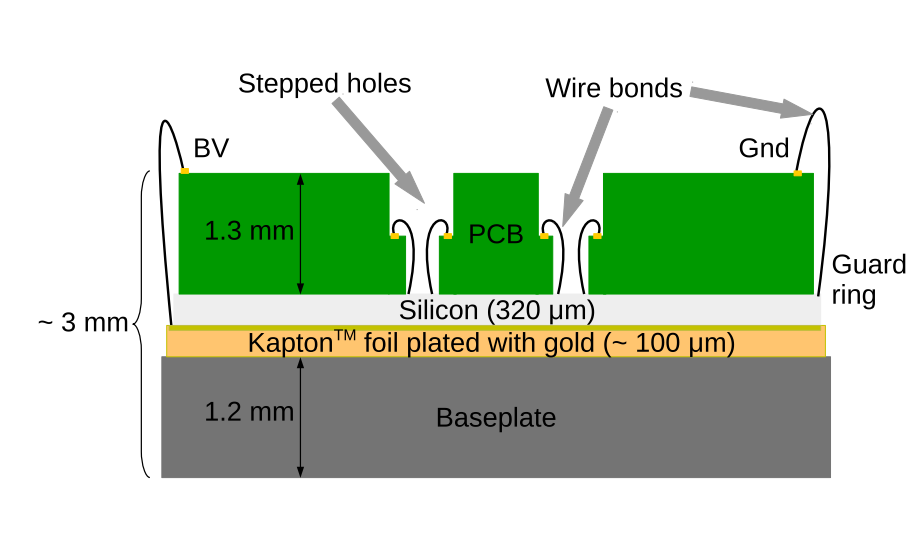 Stepped holes
Wire bonds
BV
Gnd
1.3 mm
PCB
Guard
ring
Silicon (320 μm)
~ 3 mm
Kapton™ foil plated with gold (~ 100 μm)
1.2 mm
Baseplate